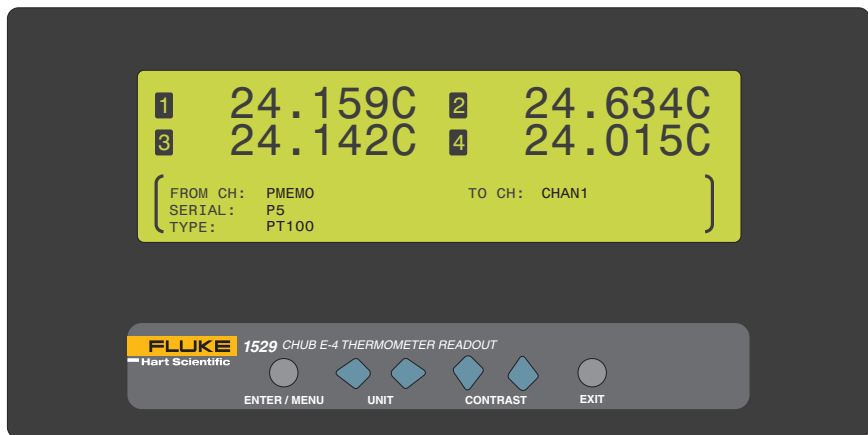 1 24.159C 2 24.634C
3 24.142C 4 24.015C
FROM CH: PMEMO TO CH: CHAN1
SERIAL: P5
TYPE: PT100
FLUKE 1529 CHUB E-4 THERMOMETER READOUT
Hart Scientific
ENTER / MENU UNIT CONTRAST EXIT